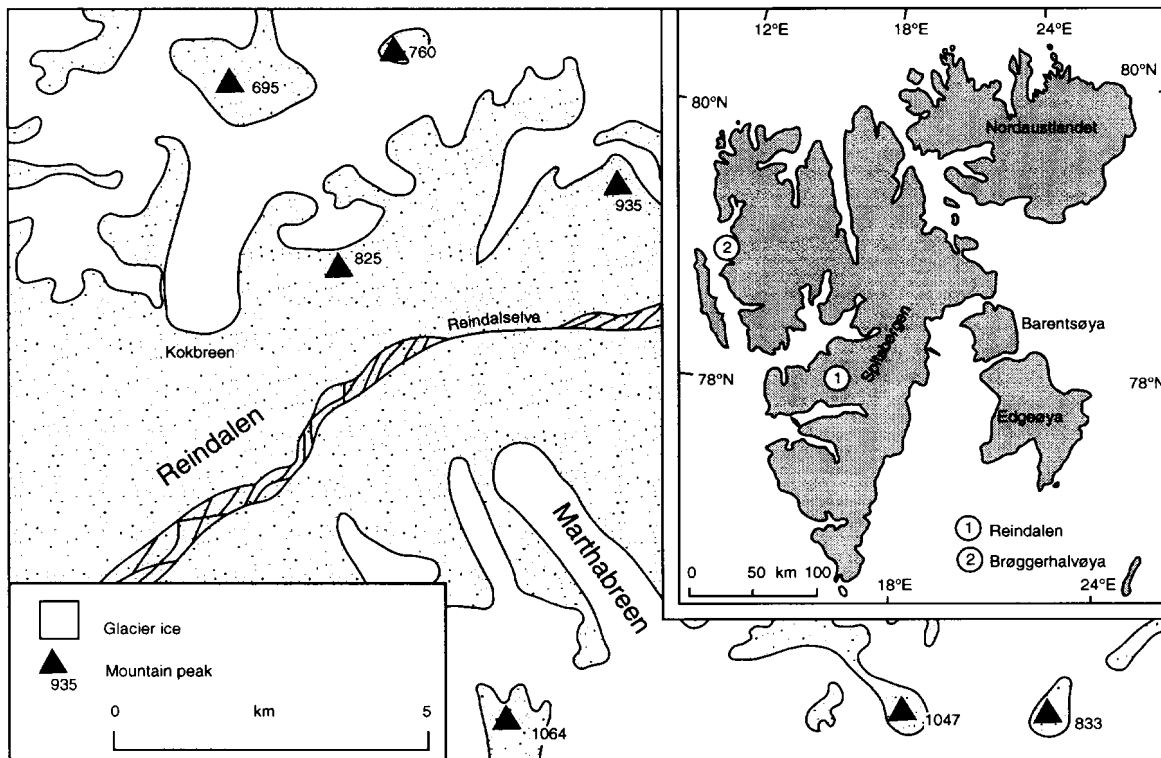 760
695
935
825
Reindalselva
Kokbreen
Reindalen
Marthabreen
Glacier ice
Mountain peak
935
0 km 5
1064
1047
833
12°E 18°E 24°E
80°N 80°N
Nordaustlandet
2
Spitsbergen
Barentsøya
78°N 78°N
1
Edgeøya
1 Reindalen
2 Brøggerhalvøya
0 50 km 100
18°E 24°E